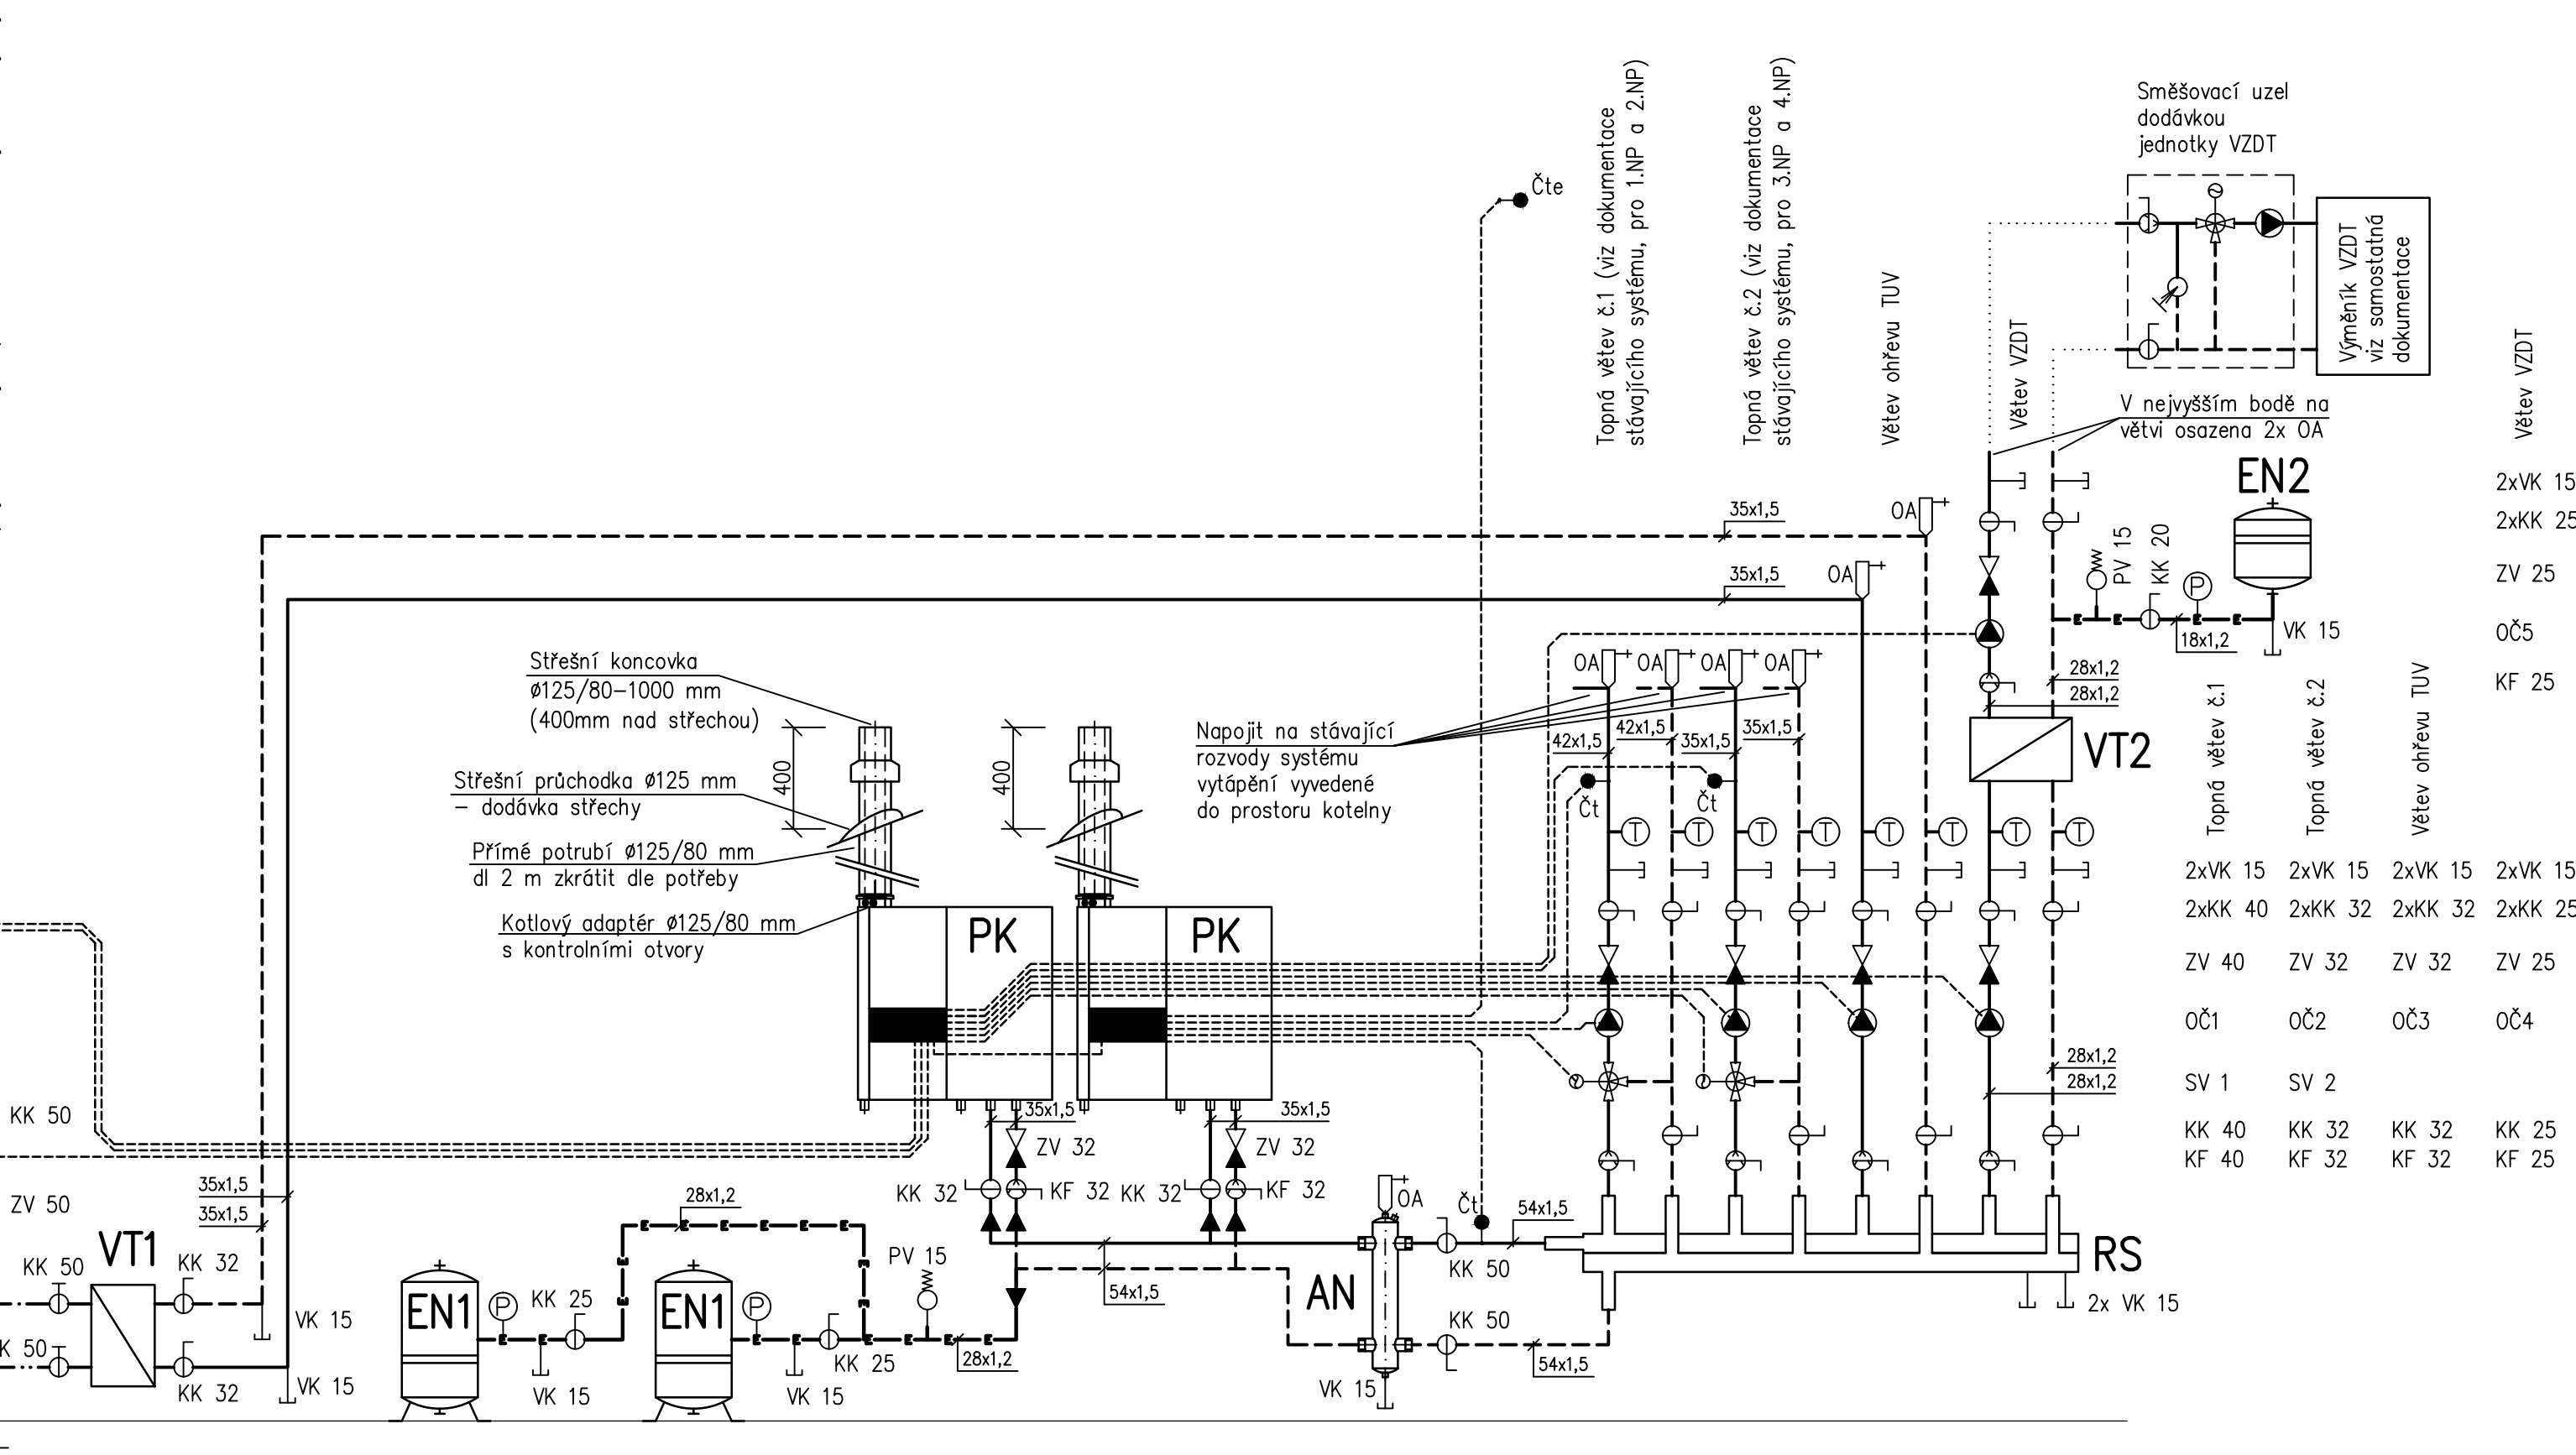 Směšovací uzel
dodávkou
jednotky VZDT
Čte
Topná větev č.1 (viz dokumentace
stávajícího systému, pro 1.NP a 2.NP)
Topná větev č.2 (viz dokumentace
stávajícího systému, pro 3.NP a 4.NP)
Větev ohřevu TUV
Větev VZDT
Výměník VZDT
viz samostatná
dokumentace
Větev VZDT
V nejvyšším bodě na
větvi osazena 2x OA
EN2
2xVK 15
2xKK 25
ZV 25
OČ5
KF 25
35x1,5
OA
35x1,5
OA
PV 15
KK 20
P
18x1,2
VK 15
28x1,2
28x1,2
VT2
Střešní koncovka
ø125/80-1000 mm
(400mm nad střechou)
Střešní průchodka ø125 mm
- dodávka střechy
Přímé potrubí ø125/80 mm
dl 2 m zkrátit dle potřeby
Kotlový adaptér ø125/80 mm
s kontrolními otvory
400
400
Napojit na stávající
rozvody systému
vytápění vyvedené
do prostoru kotelny
OA
OA
OA
OA
42x1,5
42x1,5
35x1,5
35x1,5
Čt
Čt
T
T
T
T
T
T
T
T
Topná větev č.1
Topná větev č.2
Větev ohřevu TUV
2xVK 15 2xVK 15 2xVK 15 2xVK 15
2xKK 40 2xKK 32 2xKK 32 2xKK 25
ZV 40 ZV 32 ZV 32 ZV 25
OČ1 OČ2 OČ3 OČ4
SV 1 SV 2
KK 40 KK 32 KK 32 KK 25
KF 40 KF 32 KF 32 KF 25
28x1,2
28x1,2
PK
PK
35x1,5
35x1,5
ZV 32
ZV 32
KK 32
KF 32
KK 32
KF 32
KK 50
ZV 50
35x1,5
35x1,5
VT1
KK 50
KK 32
VK 15
K 50
KK 32
VK 15
28x1,2
EN1
P
KK 25
VK 15
EN1
P
KK 25
VK 15
PV 15
28x1,2
54x1,5
OA
AN
VK 15
Čt
54x1,5
KK 50
KK 50
54x1,5
RS
2x VK 15